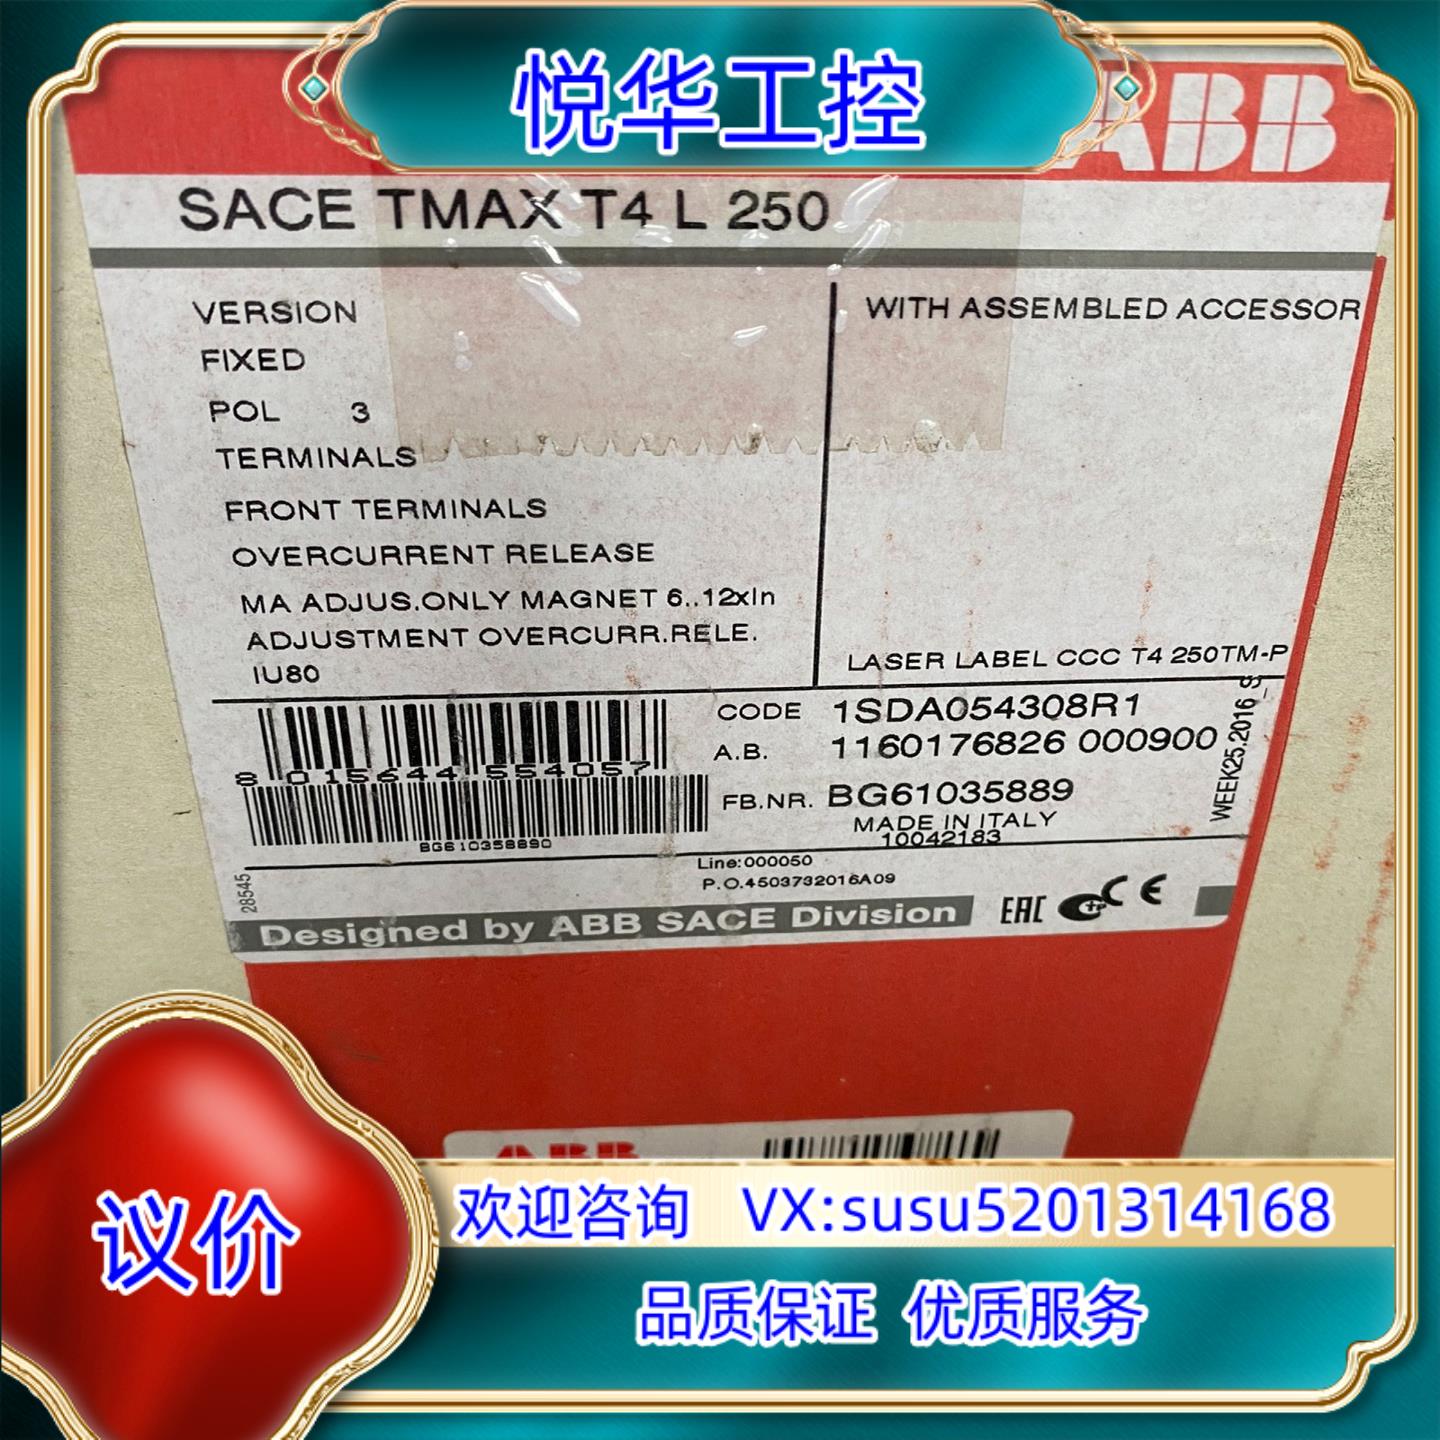 悦华工控
ABB
SACE TMAX T4 L 250
VERSION
FIXED
POL 3
TERMINALS
FRONT TERMINALS
OVERCURRENT RELEASE
MA ADJUS.ONLY MAGNET 6..12xIn
ADJUSTMENT OVERCURR.RELE.
IU80
WITH ASSEMBLED ACCESSOR
LASER LABEL CCC T4 250TM-P
8 015644 554057
BG610358890
CODE 1SDA054308R1
A.B. 1160176826 000900
FB.NR. BG61035889
MADE IN ITALY
10042183
WEEK25.2016_S
Line:000050
P.O.4503732016A09
28545
Designed by ABB SACE Division
EAC
CE
ABB
议价
欢迎咨询 VX:susu5201314168
品质保证 优质服务